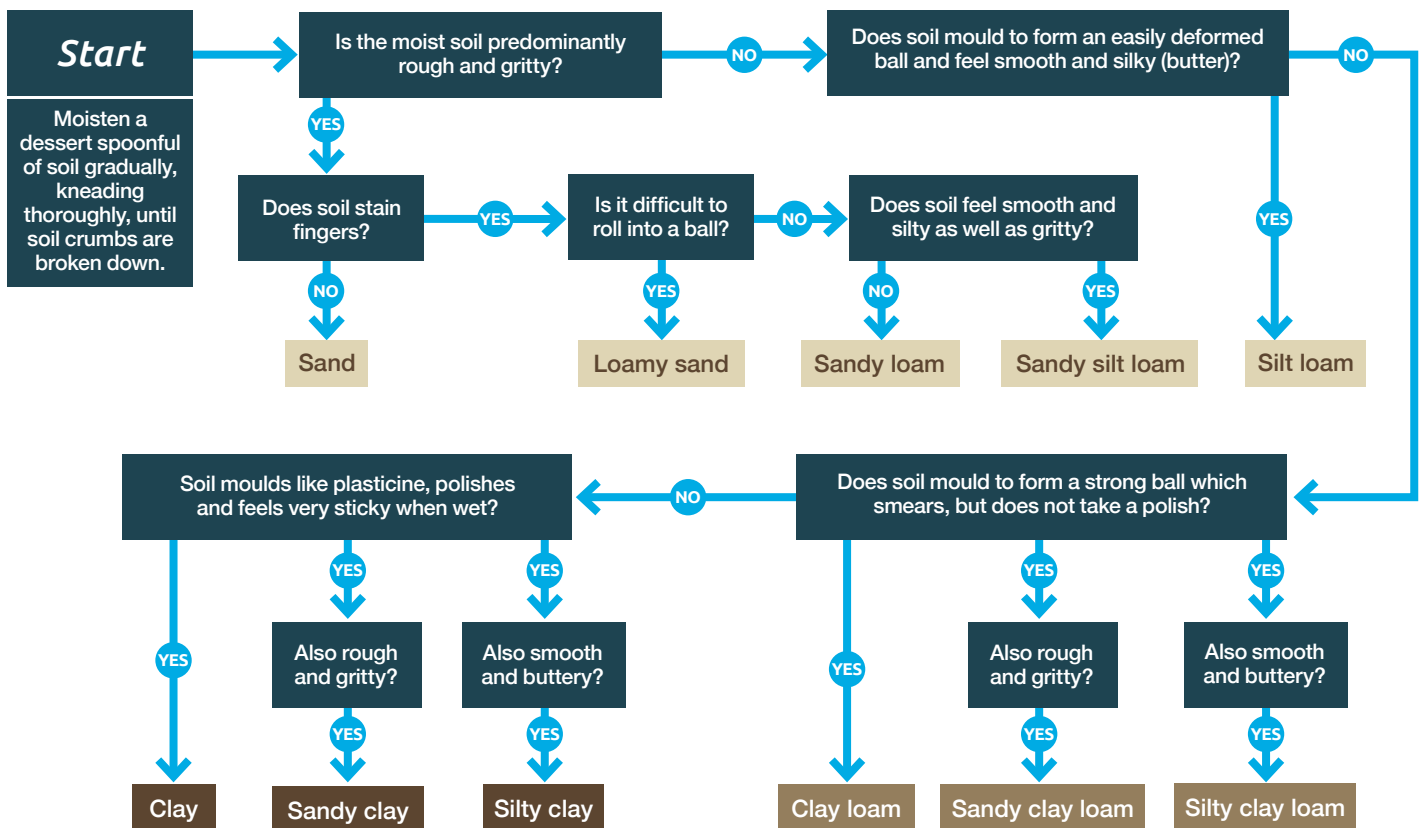 Start
Moisten a
dessert spoonful
of soil gradually,
kneading
thoroughly, until
soil crumbs are
broken down.
Is the moist soil predominantly
rough and gritty?
NO
Does soil mould to form an easily deformed
ball and feel smooth and silky (butter)?
NO
YES
YES
Does soil stain
fingers?
YES
Is it difficult to
roll into a ball?
NO
Does soil feel smooth and
silty as well as gritty?
NO
YES
NO
YES
Sand
Loamy sand
Sandy loam
Sandy silt loam
Silt loam
Soil moulds like plasticine, polishes
and feels very sticky when wet?
NO
Does soil mould to form a strong ball which
smears, but does not take a polish?
YES
YES
YES
YES
YES
YES
Also rough
and gritty?
Also smooth
and buttery?
Also rough
and gritty?
Also smooth
and buttery?
YES
YES
YES
YES
Clay
Sandy clay
Silty clay
Clay loam
Sandy clay loam
Silty clay loam